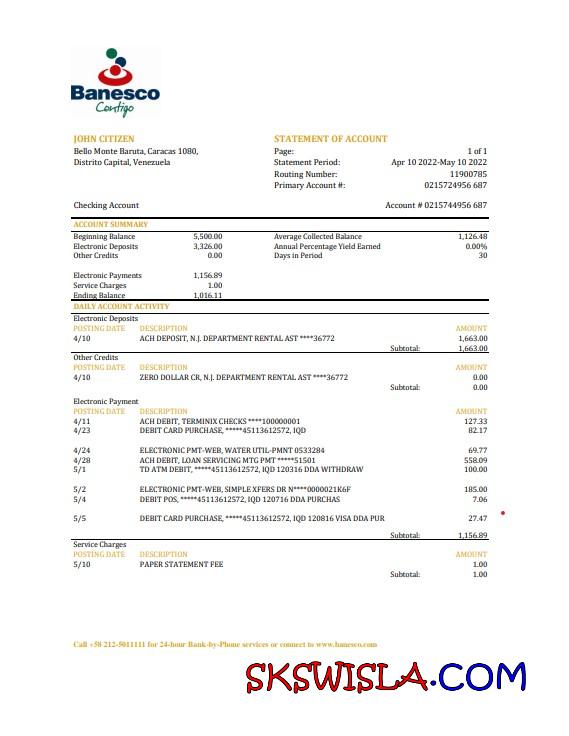 Banesco
Contigo
JOHN CITIZEN
Bello Monte Baruta, Caracas 1080,
Distrito Capital, Venezuela
STATEMENT OF ACCOUNT
Page: 1 of 1
Statement Period: Apr 10 2022-May 10 2022
Routing Number: 11900785
Primary Account #: 0215724956 687
Checking Account Account # 0215744956 687
ACCOUNT SUMMARY
Beginning Balance 5,500.00 Average Collected Balance 1,126.48
Electronic Deposits 3,326.00 Annual Percentage Yield Earned 0.00%
Other Credits 0.00 Days in Period 30
Electronic Payments 1,156.89
Service Charges 1.00
Ending Balance 1,016.11
DAILY ACCOUNT ACTIVITY
Electronic Deposits
POSTING DATE DESCRIPTION AMOUNT
4/10 ACH DEPOSIT, N.J. DEPARTMENT RENTAL AST ****36772 1,663.00
Subtotal: 1,663.00
Other Credits
POSTING DATE DESCRIPTION AMOUNT
4/10 ZERO DOLLAR CR, N.J. DEPARTMENT RENTAL AST ****36772 0.00
Subtotal: 0.00
Electronic Payment
POSTING DATE DESCRIPTION AMOUNT
4/11 ACH DEBIT, TERMINIX CHECKS ****100000001 127.33
4/23 DEBIT CARD PURCHASE, *****45113612572, IQD 82.17
4/24 ELECTRONIC PMT-WEB, WATER UTIL-PMNT 0533284 69.77
4/28 ACH DEBIT, LOAN SERVICING MTG PMT *****51501 558.09
5/1 TD ATM DEBIT, *****45113612572, IQD 120316 DDA WITHDRAW 100.00
5/2 ELECTRONIC PMT-WEB, SIMPLE XFERS DR N****0000021K6F 185.00
5/4 DEBIT POS, *****45113612572, IQD 120716 DDA PURCHAS 7.06
5/5 DEBIT CARD PURCHASE, *****45113612572, IQD 120816 VISA DDA PUR 27.47
Subtotal: 1,156.89
Service Charges
POSTING DATE DESCRIPTION AMOUNT
5/10 PAPER STATEMENT FEE 1.00
Subtotal: 1.00
Call +58 212-5011111 for 24-hour Bank-by-Phone services or connect to www.banesco.com
SKSWISLA.COM